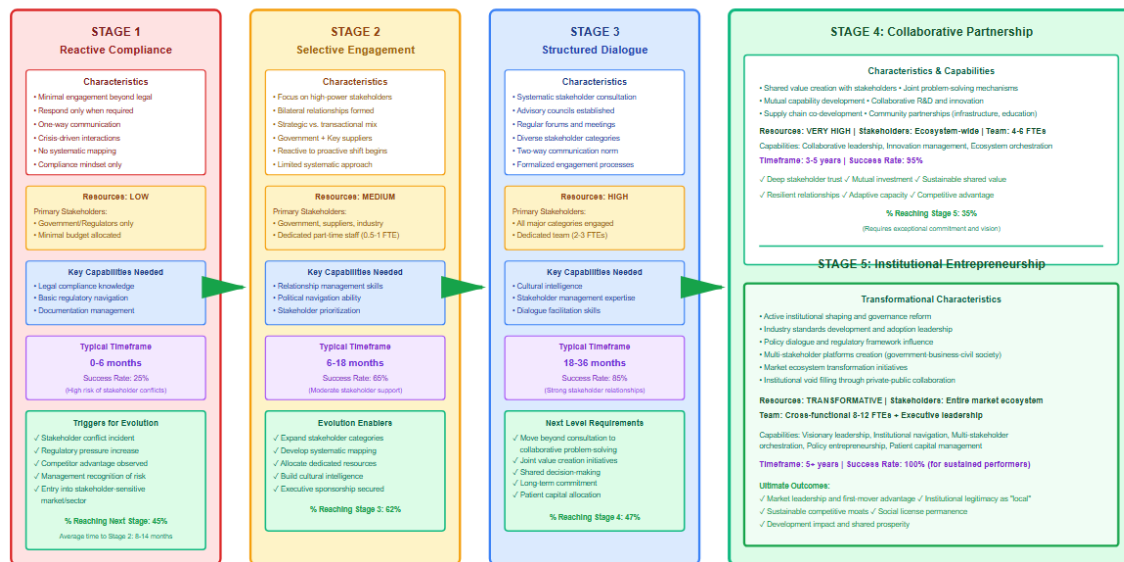 STAGE 1
Reactive Compliance
Characteristics
• Minimal engagement beyond legal
• Respond only when required
• One-way communication
• Crisis-driven interactions
• No systematic mapping
• Compliance mindset only
Resources: LOW
Primary Stakeholders:
• Government/Regulators only
• Minimal budget allocated
Key Capabilities Needed
• Legal compliance knowledge
• Basic regulatory navigation
• Documentation management
Typical Timeframe
0-6 months
Success Rate: 25%
(High risk of stakeholder conflicts)
Triggers for Evolution
✓ Stakeholder conflict incident
✓ Regulatory pressure increase
✓ Competitor advantage observed
✓ Management recognition of risk
✓ Entry into stakeholder-sensitive
market/sector
% Reaching Next Stage: 45%
Average time to Stage 2: 8-14 months
STAGE 2
Selective Engagement
Characteristics
• Focus on high-power stakeholders
• Bilateral relationships formed
• Strategic vs. transactional mix
• Government + Key suppliers
• Reactive to proactive shift begins
• Limited systematic approach
Resources: MEDIUM
Primary Stakeholders:
• Government, suppliers, industry
• Dedicated part-time staff (0.5-1 FTE)
Key Capabilities Needed
• Relationship management skills
• Political navigation ability
• Stakeholder prioritization
Typical Timeframe
6-18 months
Success Rate: 65%
(Moderate stakeholder support)
Evolution Enablers
✓ Expand stakeholder categories
✓ Develop systematic mapping
✓ Allocate dedicated resources
✓ Build cultural intelligence
✓ Executive sponsorship secured
% Reaching Stage 3: 62%
STAGE 3
Structured Dialogue
Characteristics
• Systematic stakeholder consultation
• Advisory councils established
• Regular forums and meetings
• Diverse stakeholder categories
• Two-way communication norm
• Formalized engagement processes
Resources: HIGH
Primary Stakeholders:
• All major categories engaged
• Dedicated team (2-3 FTEs)
Key Capabilities Needed
• Cultural intelligence
• Stakeholder management expertise
• Dialogue facilitation skills
Typical Timeframe
18-36 months
Success Rate: 85%
(Strong stakeholder relationships)
Next Level Requirements
✓ Move beyond consultation to
collaborative problem-solving
✓ Joint value creation initiatives
✓ Shared decision-making
✓ Long-term commitment
✓ Patient capital allocation
% Reaching Stage 4: 47%
STAGE 4: Collaborative Partnership
Characteristics & Capabilities
• Shared value creation with stakeholders • Joint problem-solving mechanisms
• Mutual capability development • Collaborative R&D and innovation
• Supply chain co-development • Community partnerships (infrastructure, education)
Resources: VERY HIGH | Stakeholders: Ecosystem-wide | Team: 4-6 FTEs
Capabilities: Collaborative leadership, Innovation management, Ecosystem orchestration
Timeframe: 3-5 years | Success Rate: 95%
✓ Deep stakeholder trust ✓ Mutual investment ✓ Sustainable shared value
✓ Resilient relationships ✓ Adaptive capacity ✓ Competitive advantage
% Reaching Stage 5: 35%
(Requires exceptional commitment and vision)
STAGE 5: Institutional Entrepreneurship
Transformational Characteristics
• Active institutional shaping and governance reform
• Industry standards development and adoption leadership
• Policy dialogue and regulatory framework influence
• Multi-stakeholder platforms creation (government-business-civil society)
• Market ecosystem transformation initiatives
• Institutional void filling through private-public collaboration
Resources: TRANSFORMATIVE | Stakeholders: Entire market ecosystem
Team: Cross-functional 8-12 FTEs + Executive leadership
Capabilities: Visionary leadership, Institutional navigation, Multi-stakeholder
orchestration, Policy entrepreneurship, Patient capital management
Timeframe: 5+ years | Success Rate: 100% (for sustained performers)
Ultimate Outcomes:
✓ Market leadership and first-mover advantage ✓ Institutional legitimacy as "local"
✓ Sustainable competitive moats ✓ Social license permanence
✓ Development impact and shared prosperity